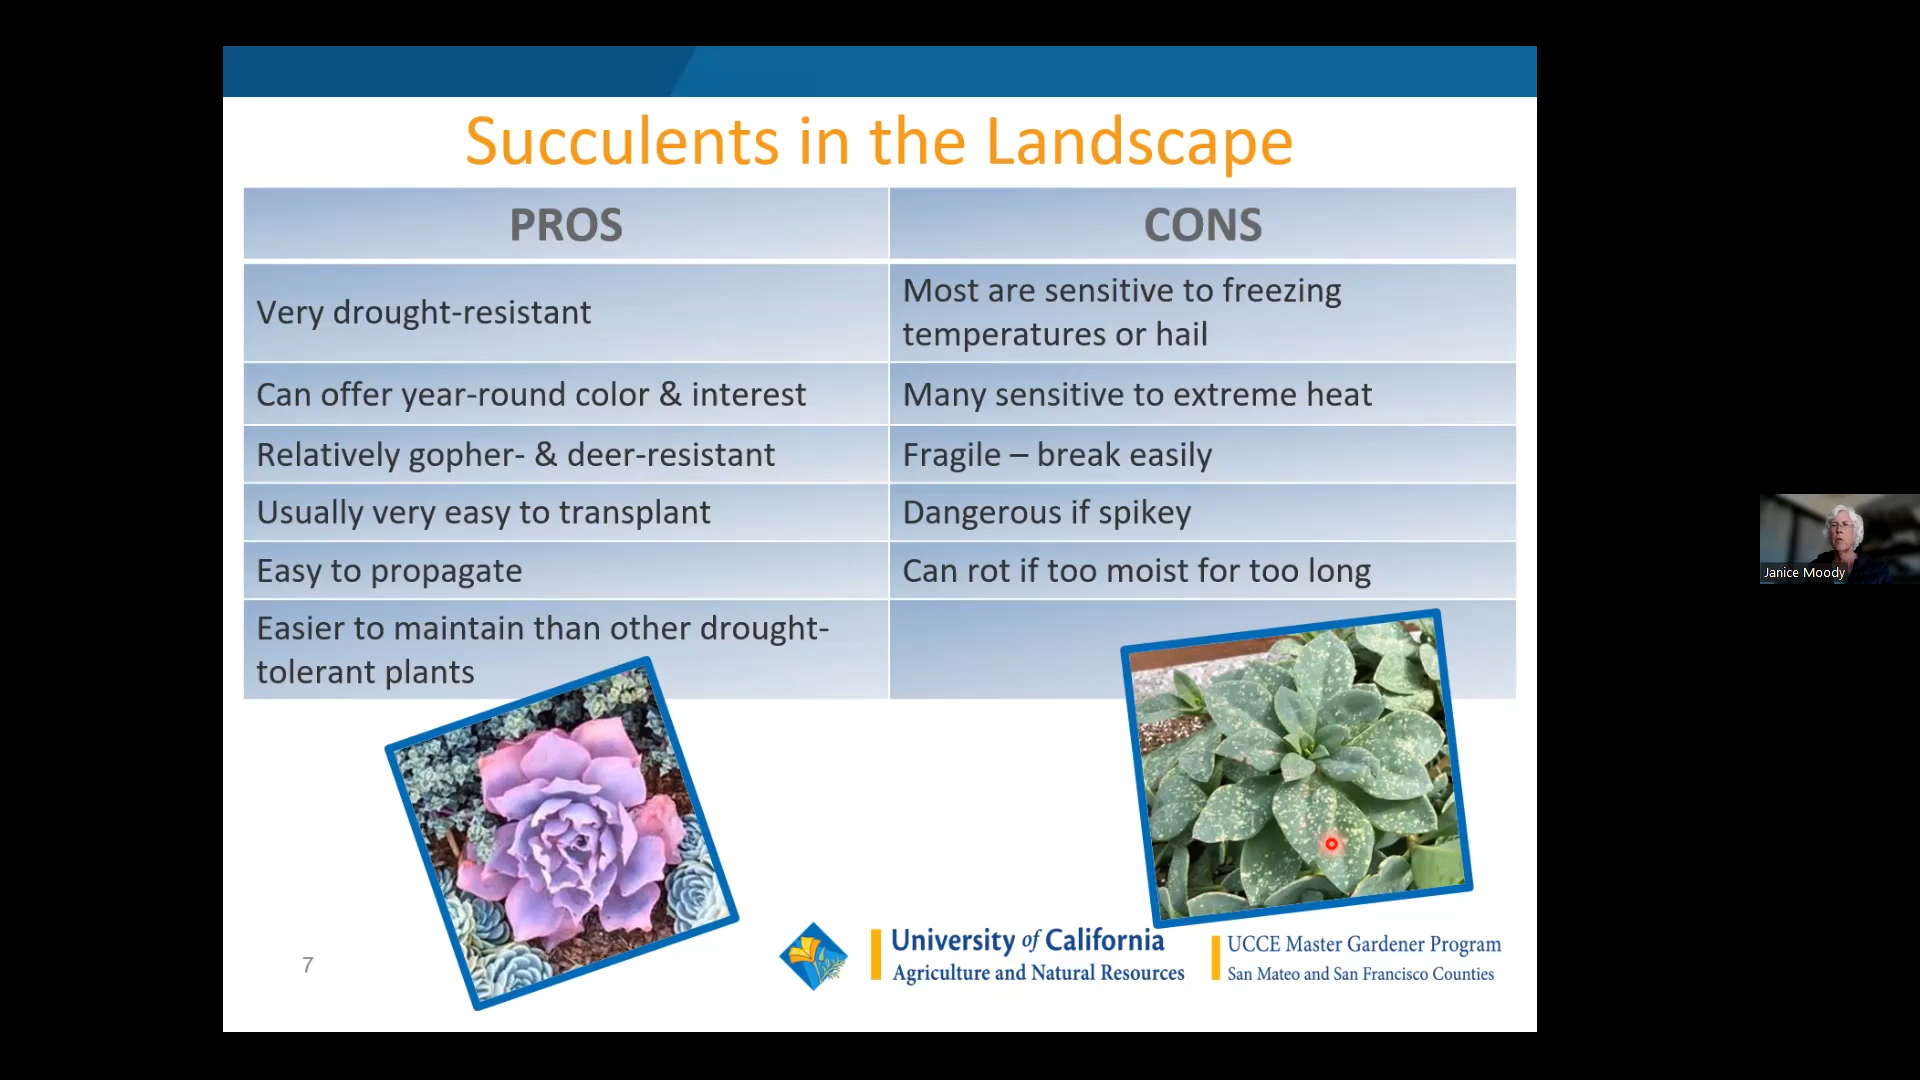 Succulents in the Landscape
PROS
CONS
Very drought-resistant
Most are sensitive to freezing
temperatures or hail
Can offer year-round color & interest
Many sensitive to extreme heat
Relatively gopher- & deer-resistant
Fragile – break easily
Usually very easy to transplant
Dangerous if spikey
Easy to propagate
Can rot if too moist for too long
Easier to maintain than other drought-
tolerant plants
7
University of California
Agriculture and Natural Resources
UCCE Master Gardener Program
San Mateo and San Francisco Counties
Janice Moody